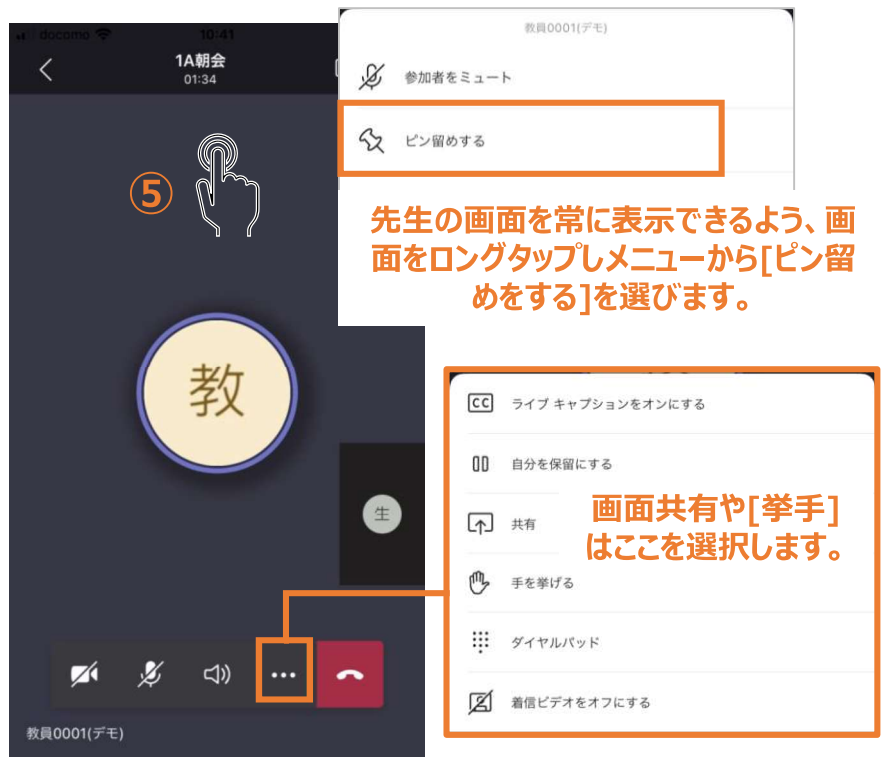 docomo 10:41
1A朝会
01:34
⑤
教
生
教員0001(デモ)
教員0001(デモ)
参加者をミュート
ピン留めする
先生の画面を常に表示できるよう、画
面をロングタップしメニューから[ピン留
めをする]を選びます。
CC ライブ キャプションをオンにする
自分を保留にする
共有
手を挙げる
ダイヤルパッド
着信ビデオをオフにする
画面共有や[挙手]
はここを選択します。